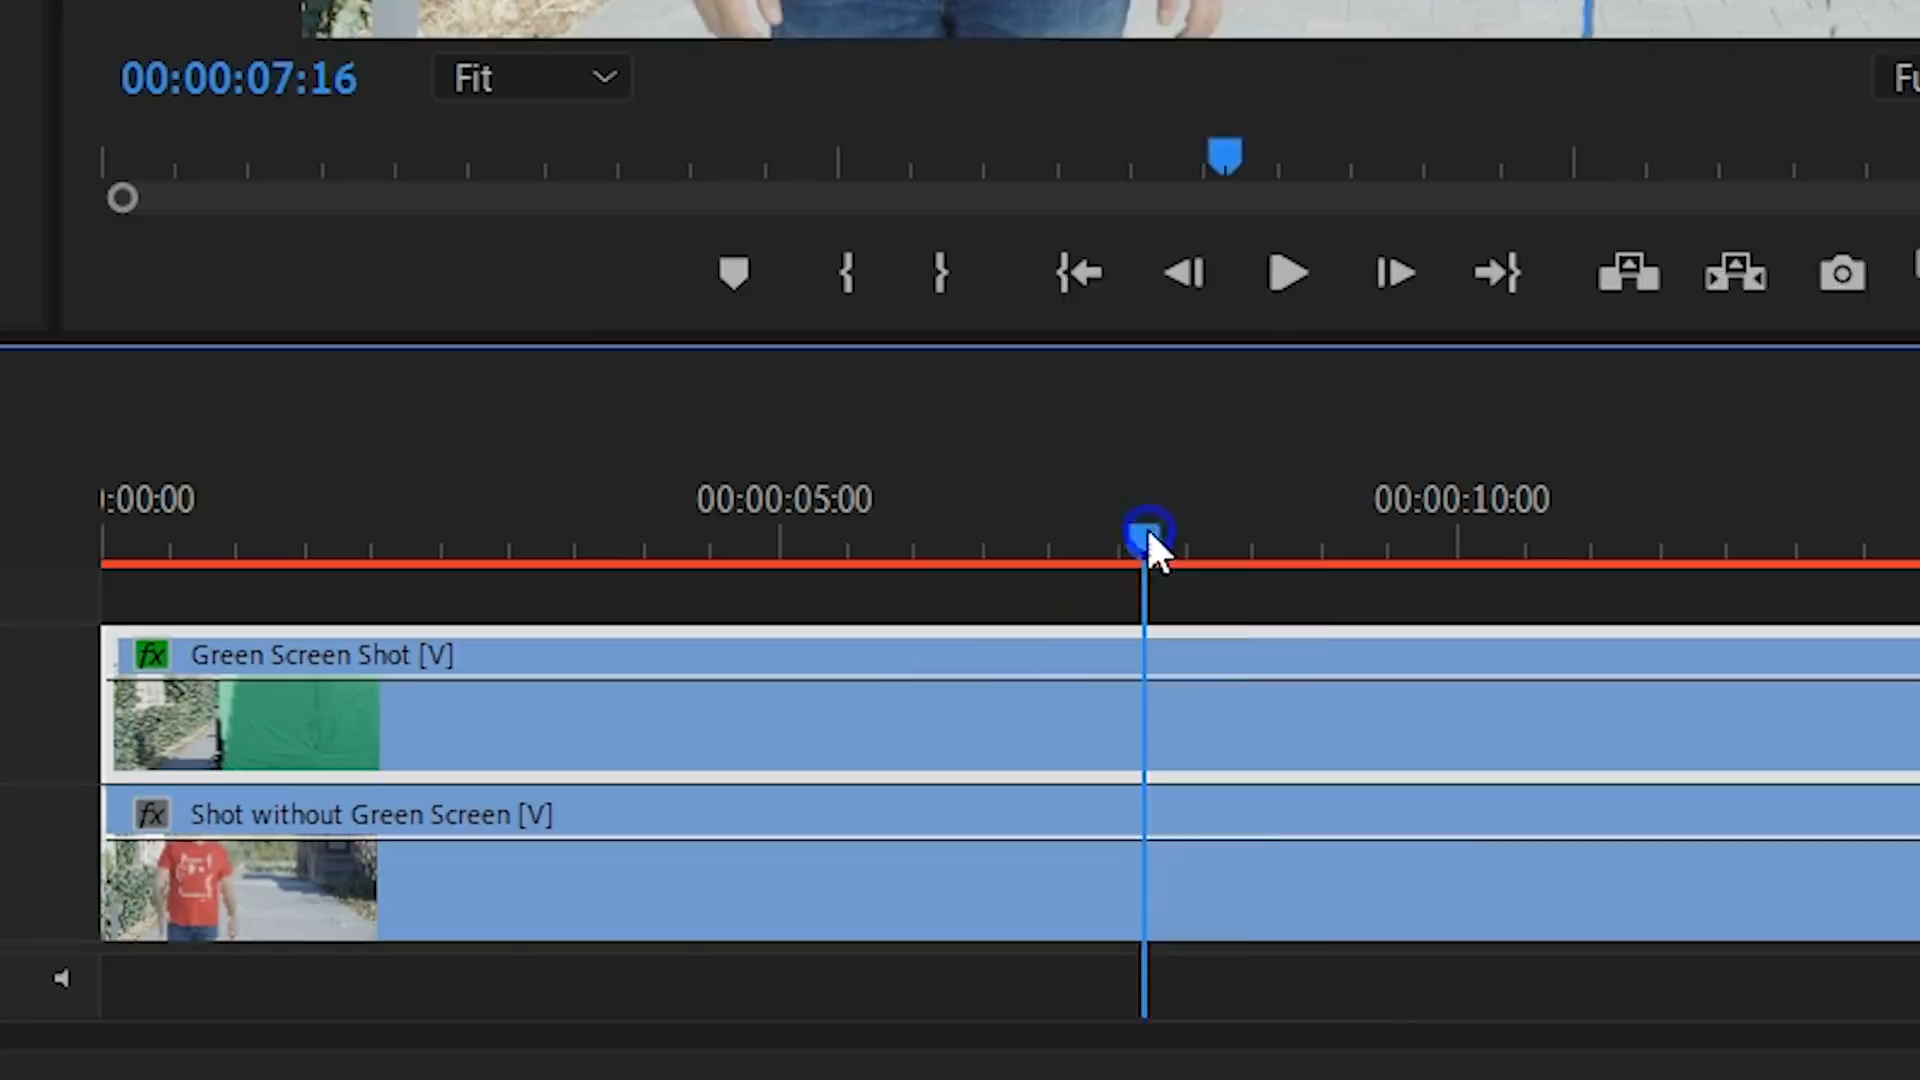 00:00:07:16
Fit
Fu
:00:00
00:00:05:00
00:00:10:00
fx Green Screen Shot [V]
fx Shot without Green Screen [V]